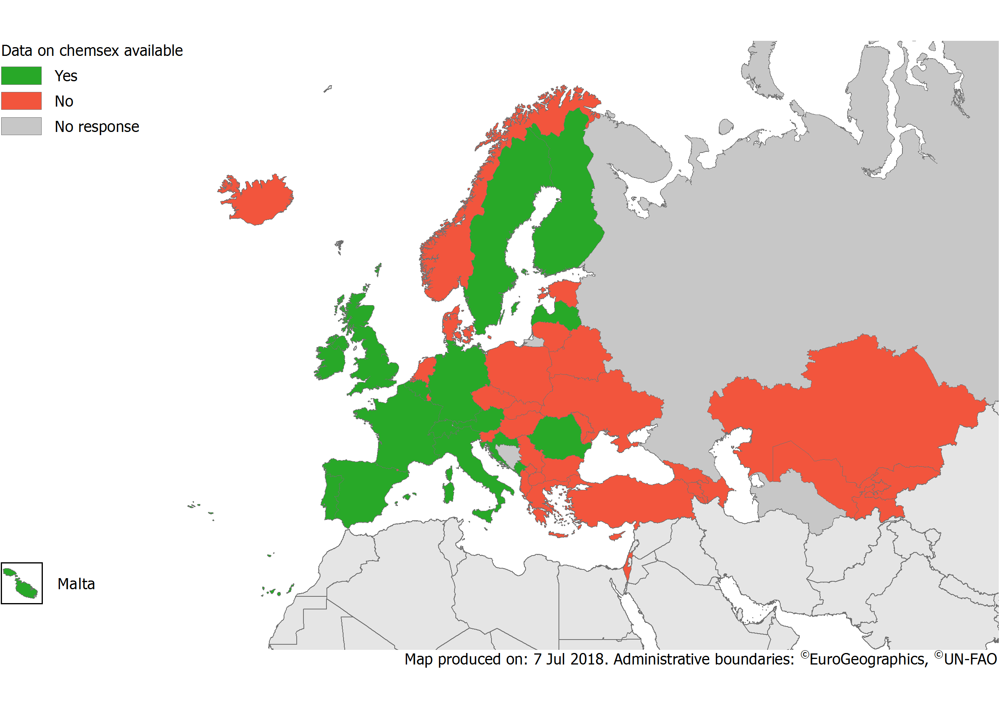 Data on chemsex available
Yes
No
No response
Malta
Map produced on: 7 Jul 2018. Administrative boundaries: ©EuroGeographics, ©UN-FAO